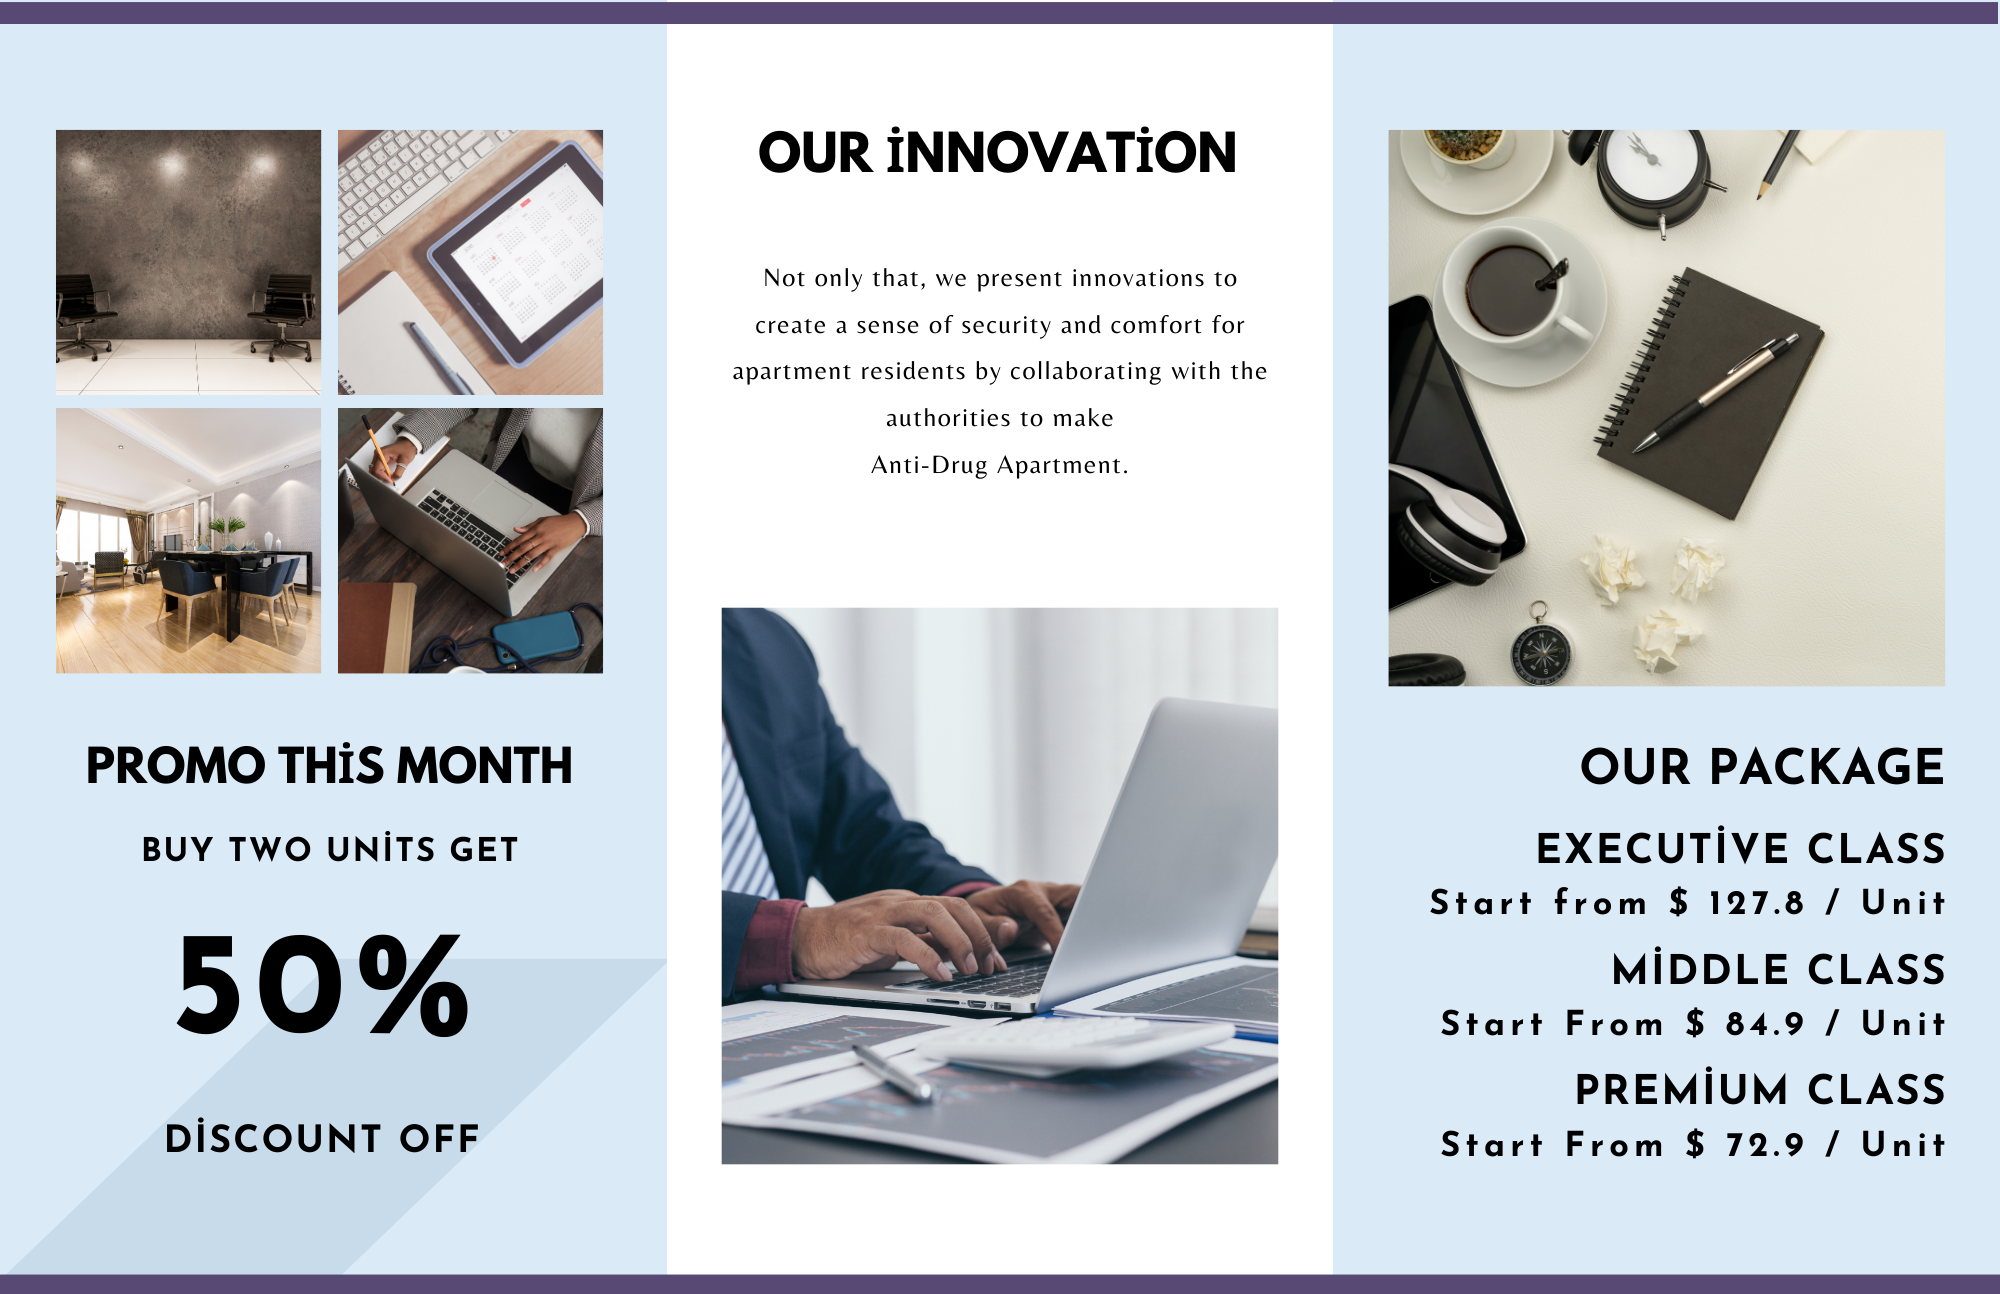 PROMO THİS MONTH
BUY TWO UNİTS GET
50%
DİSCOUNT OFF
OUR İNNOVATİON
Not only that, we present innovations to
create a sense of security and comfort for
apartment residents by collaborating with the
authorities to make
Anti-Drug Apartment.
OUR PACKAGE
EXECUTİVE CLASS
Start from $ 127.8 / Unit
MİDDLE CLASS
Start From $ 84.9 / Unit
PREMİUM CLASS
Start From $ 72.9 / Unit